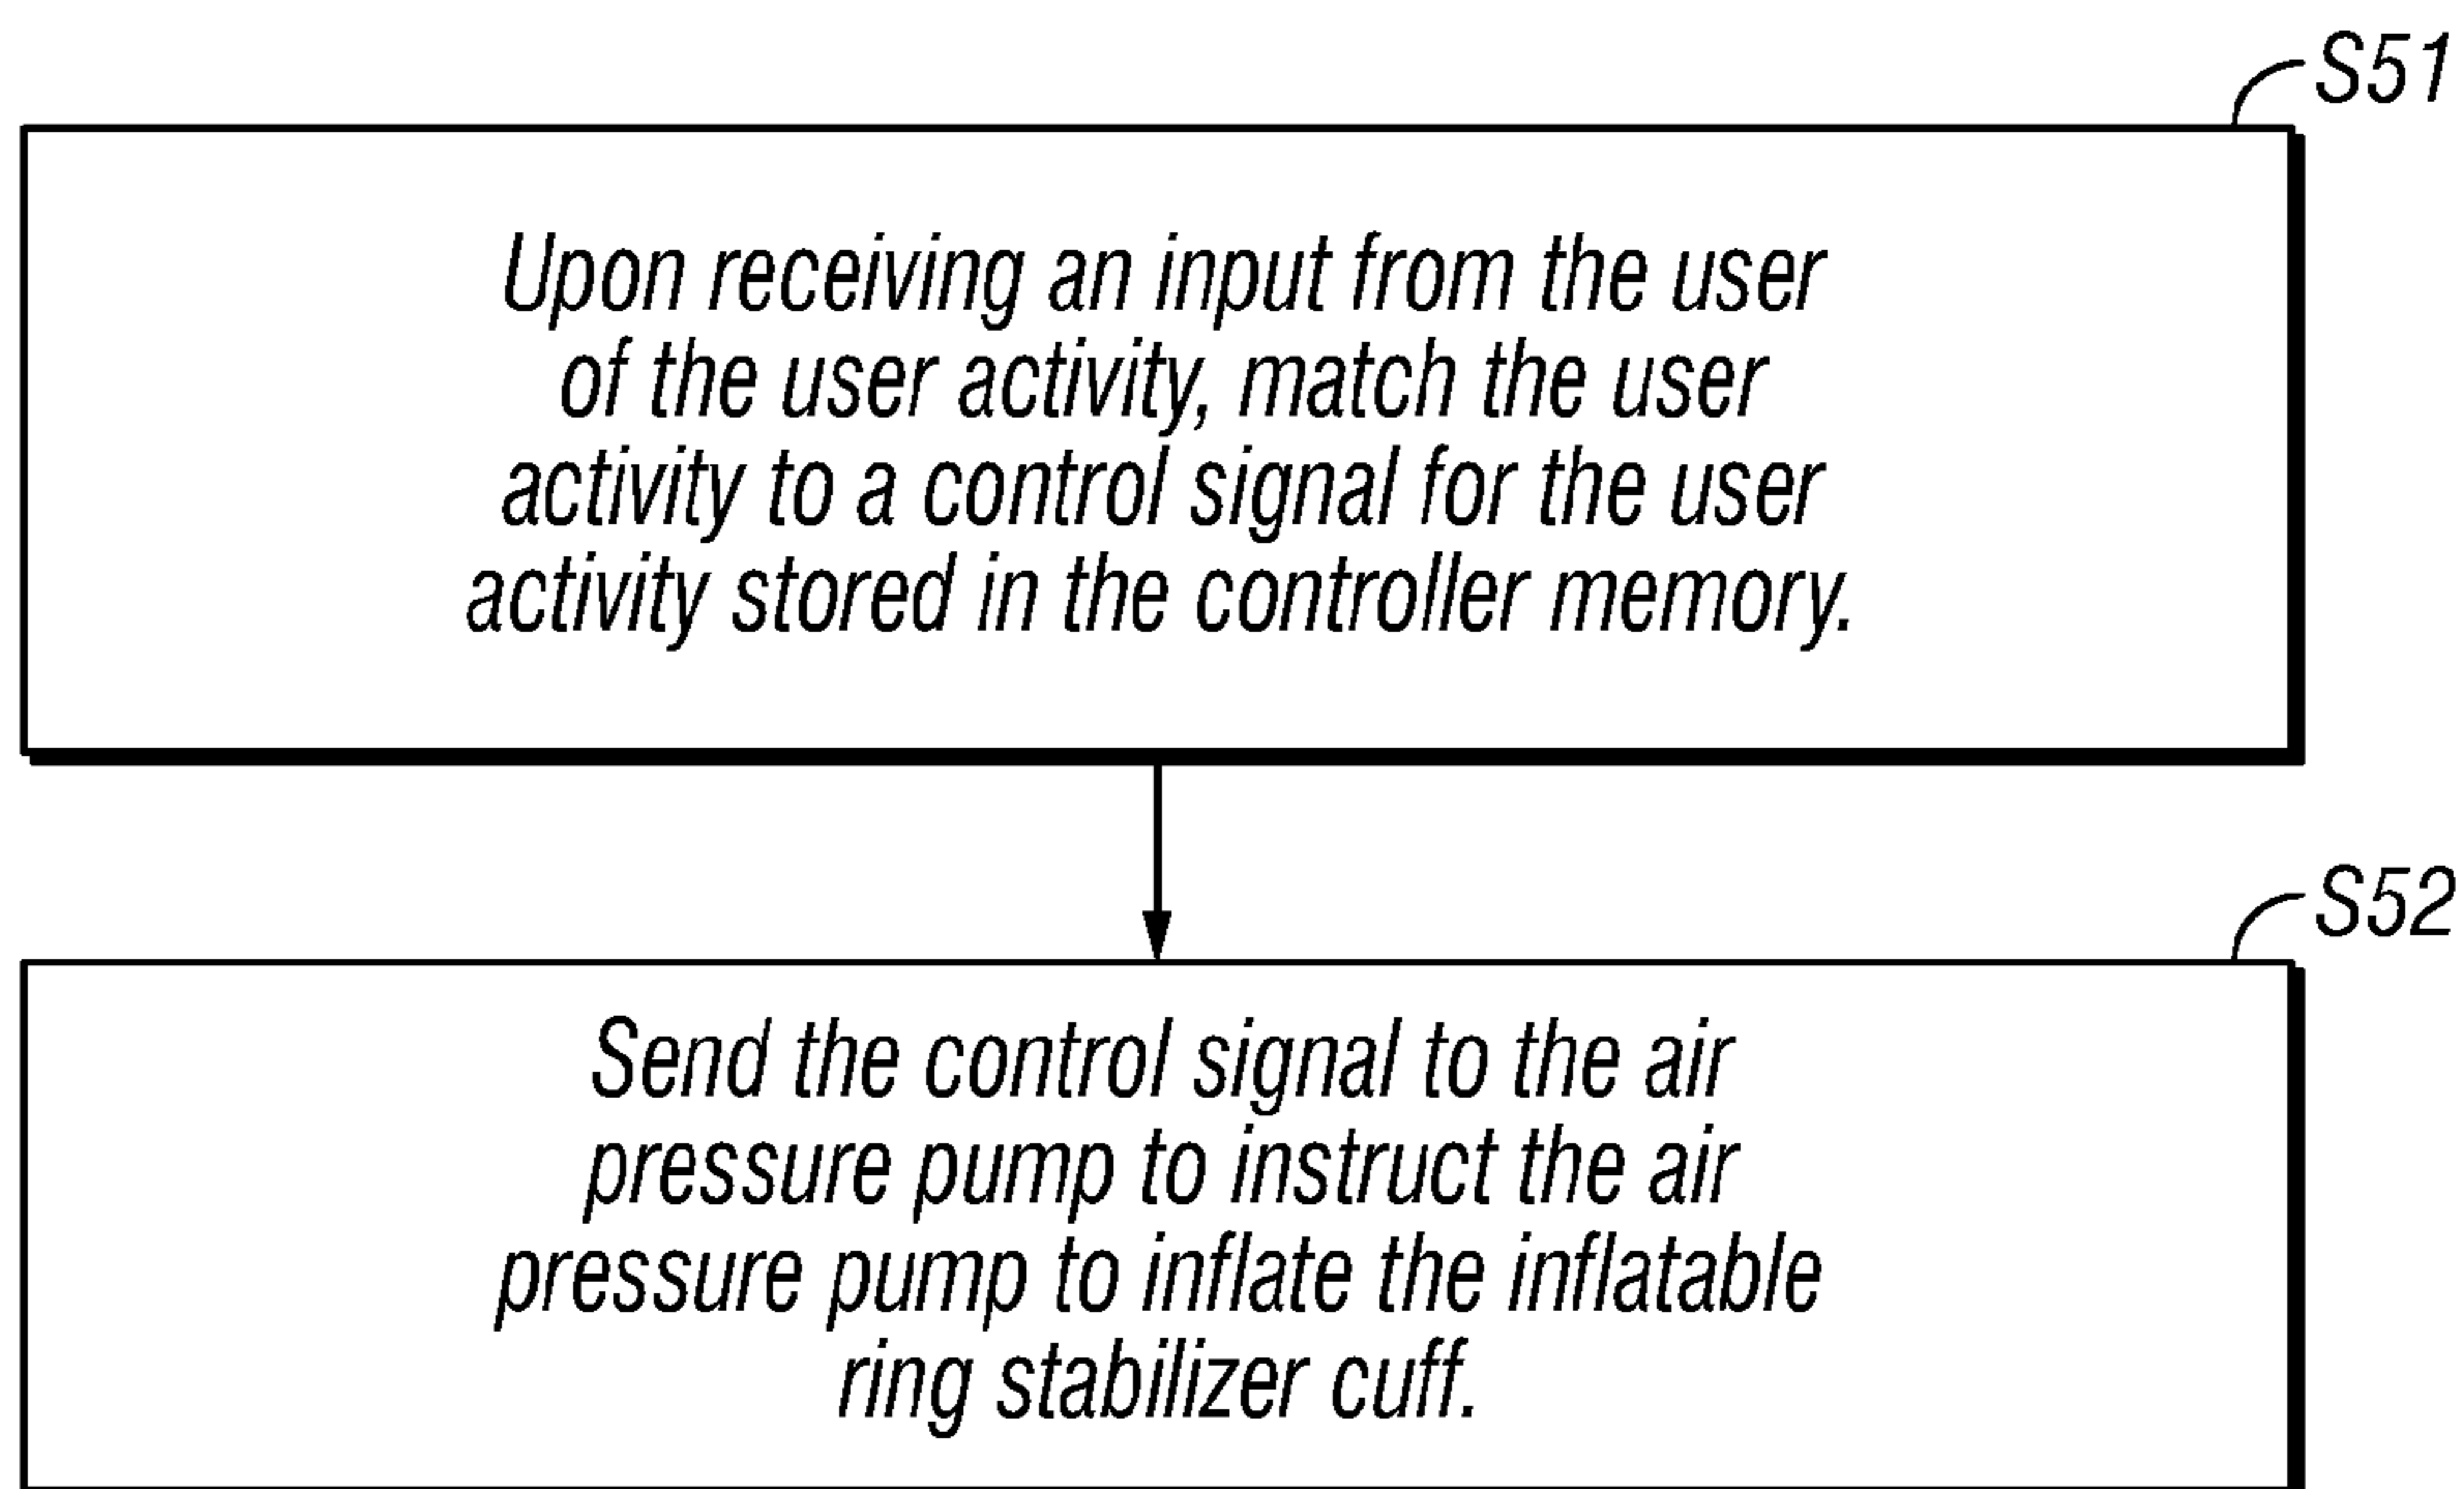 S51
Upon receiving an input from the user
of the user activity, match the user
activity to a control signal for the user
activity stored in the controller memory.
S52
Send the control signal to the air
pressure pump to instruct the air
pressure pump to inflate the inflatable
ring stabilizer cuff.